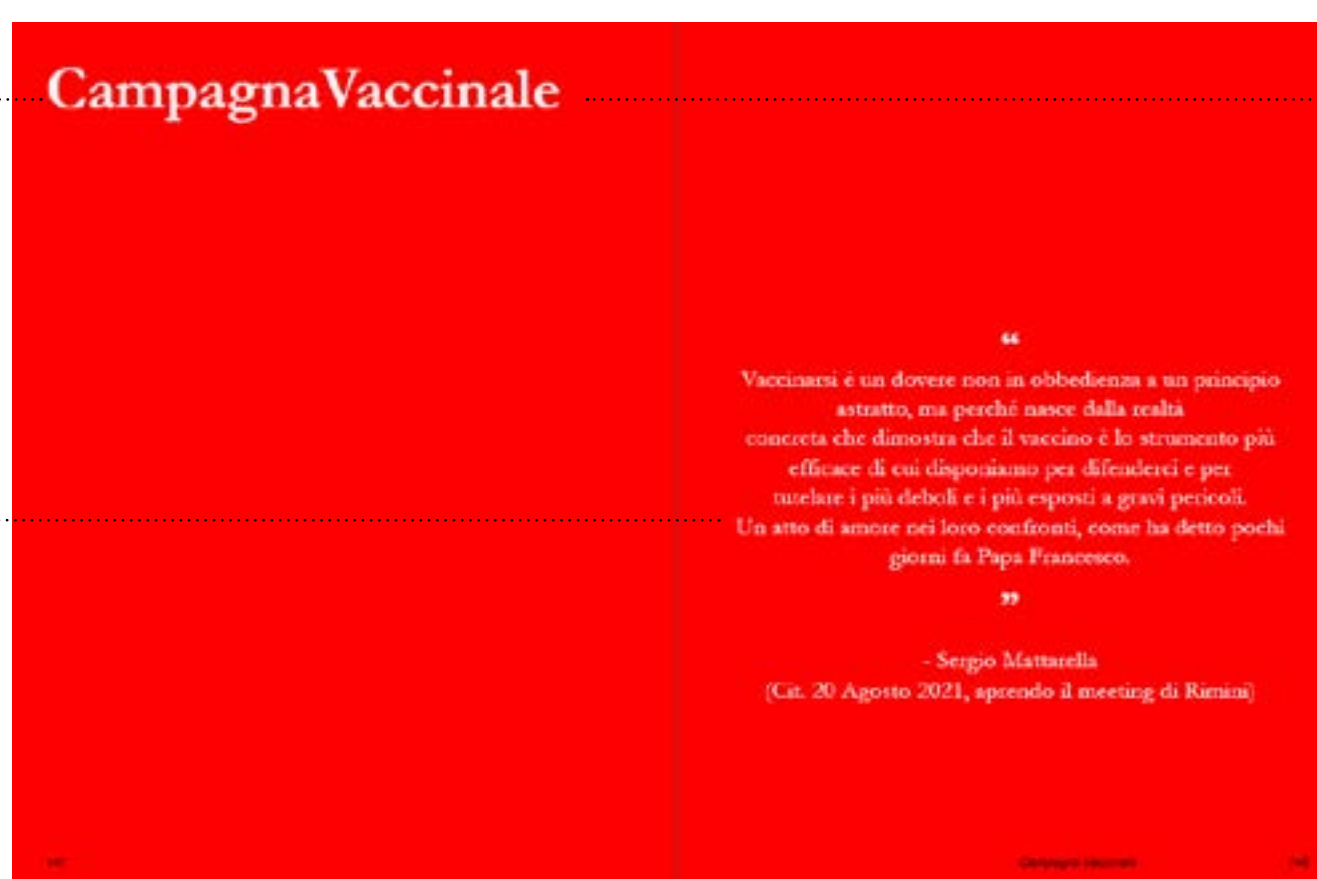 CampagnaVaccinale
“
Vaccinarsi è un dovere non in obbedienza a un principio
astratto, ma perché nasce dalla realtà
concreta che dimostra che il vaccino è lo strumento più
efficace di cui disponiamo per difenderci e per
tutelare i più deboli e i più esposti a gravi pericoli.
Un atto di amore nei loro confronti, come ha detto pochi
giorni fa Papa Francesco.
”
- Sergio Mattarella
(Cit. 20 Agosto 2021, aprendo il meeting di Rimini)
Campagna Vaccinale